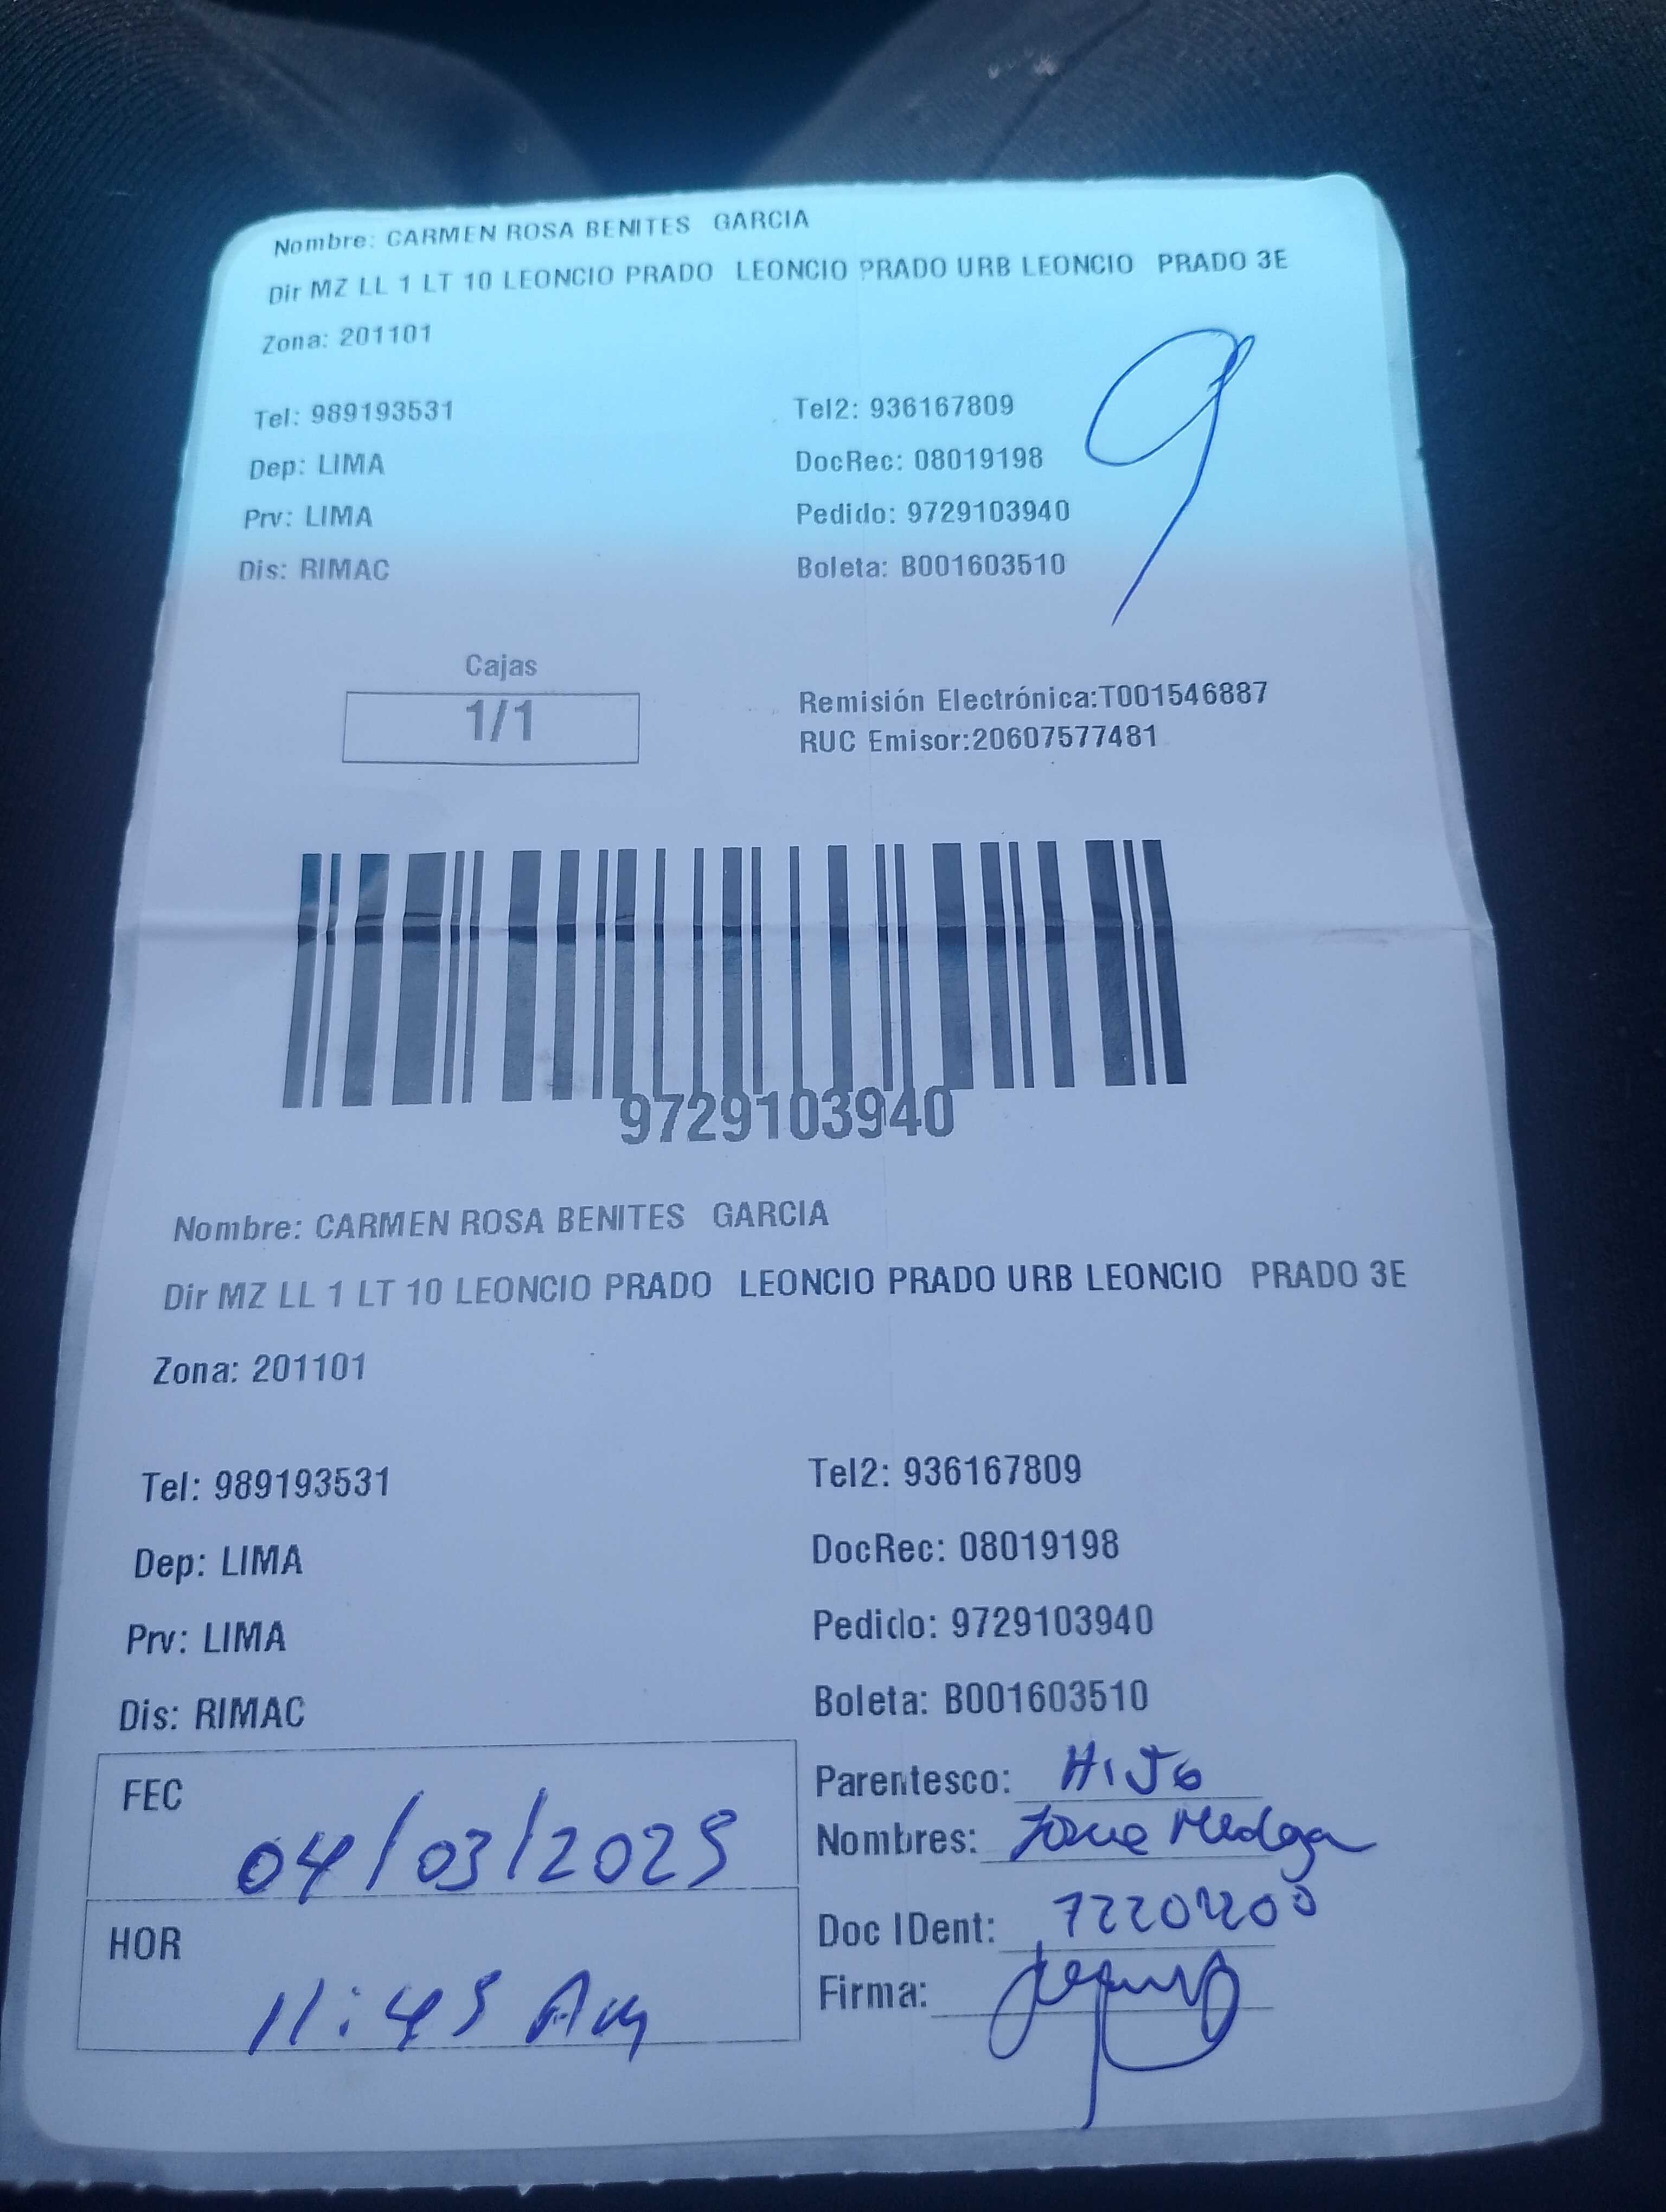 Nombre: CARMEN ROSA BENITES GARCIA
Dir MZ LL 1 LT 10 LEONCIO PRADO LEONCIO PRADO URB LEONCIO PRADO 3E
Zona: 201101
Tel: 989193531 Tel2: 936167809
Dep: LIMA DocRec: 08019198
Prv: LIMA Pedido: 9729103940
Dis: RIMAC Boleta: B001603510
9
Cajas
1/1
Remisión Electrónica:T001546887
RUC Emisor:20607577481
9729103940
Nombre: CARMEN ROSA BENITES GARCIA
Dir MZ LL 1 LT 10 LEONCIO PRADO LEONCIO PRADO URB LEONCIO PRADO 3E
Zona: 201101
Tel: 989193531 Tel2: 936167809
Dep: LIMA DocRec: 08019198
Prv: LIMA Pedido: 9729103940
Dis: RIMAC Boleta: B001603510
FEC 04/03/2025
HOR 11:45 Am
Parentesco: HIJO
Nombres:
Doc IDent:
Firma: